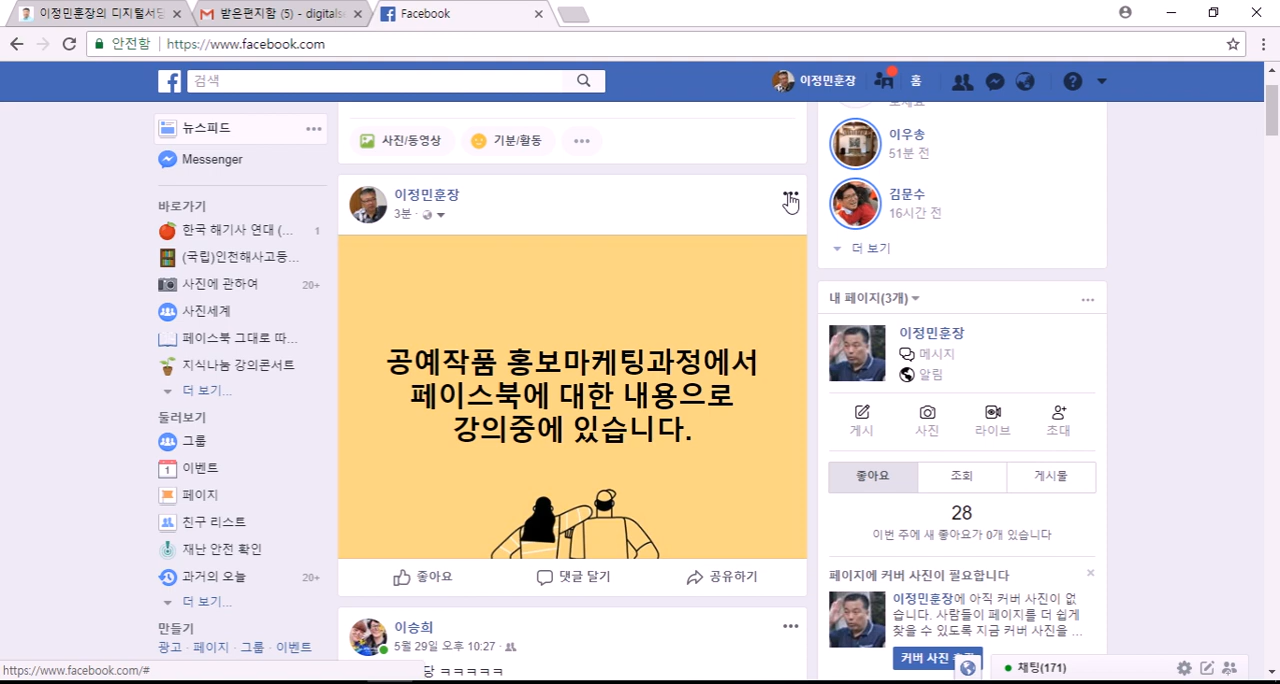 이정민훈장의 디지털서당
받은편지함 (5) - digitals
Facebook
안전함
https://www.facebook.com
검색
이정민훈장
홈
뉴스피드
Messenger
바로가기
한국 해기사 연대 (... 1
(국립)인천해사고등...
사진에 관하여 20+
사진세계
페이스북 그대로 따...
지식나눔 강의콘서트
더 보기...
둘러보기
그룹
이벤트
페이지
친구 리스트
재난 안전 확인
과거의 오늘 20+
더 보기...
만들기
광고 · 페이지 · 그룹 · 이벤트
https://www.facebook.com/#
사진/동영상
기분/활동
이정민훈장
3분 ·
공예작품 홍보마케팅과정에서
페이스북에 대한 내용으로
강의중에 있습니다.
좋아요
댓글 달기
공유하기
이승희
5월 29일 오후 10:27 ·
당 ㅋㅋㅋㅋㅋ
이우송
51분 전
김문수
16시간 전
더 보기
내 페이지(3개)
이정민훈장
메시지
알림
게시
사진
라이브
초대
좋아요
조회
게시물
28
이번 주에 새 좋아요가 0개 있습니다
페이지에 커버 사진이 필요합니다
이정민훈장에 아직 커버 사진이 없
습니다. 사람들이 페이지를 더 쉽게
찾을 수 있도록 지금 커버 사진을 ...
커버 사진
채팅(171)